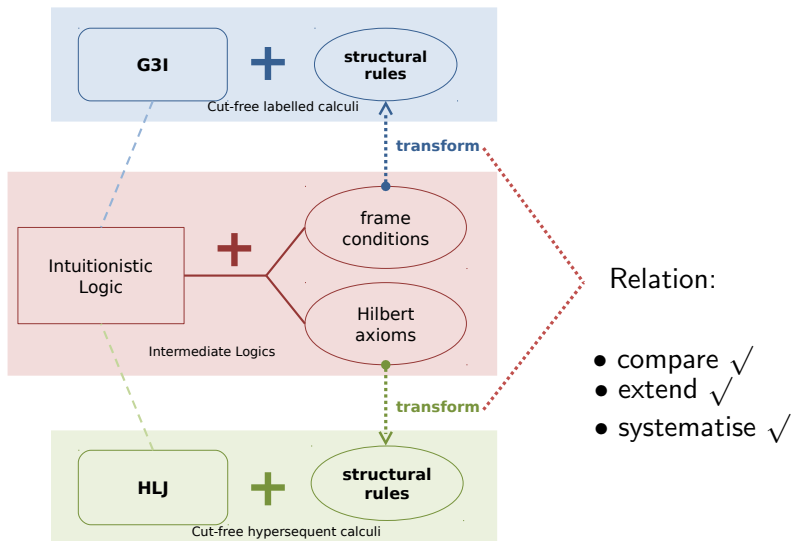 G3I
structural
rules
Cut-free labelled calculi
transform
frame
conditions
Intuitionistic
Logic
Hilbert
axioms
Intermediate Logics
transform
HLJ
structural
rules
Cut-free hypersequent calculi
Relation:
• compare √
• extend √
• systematise √